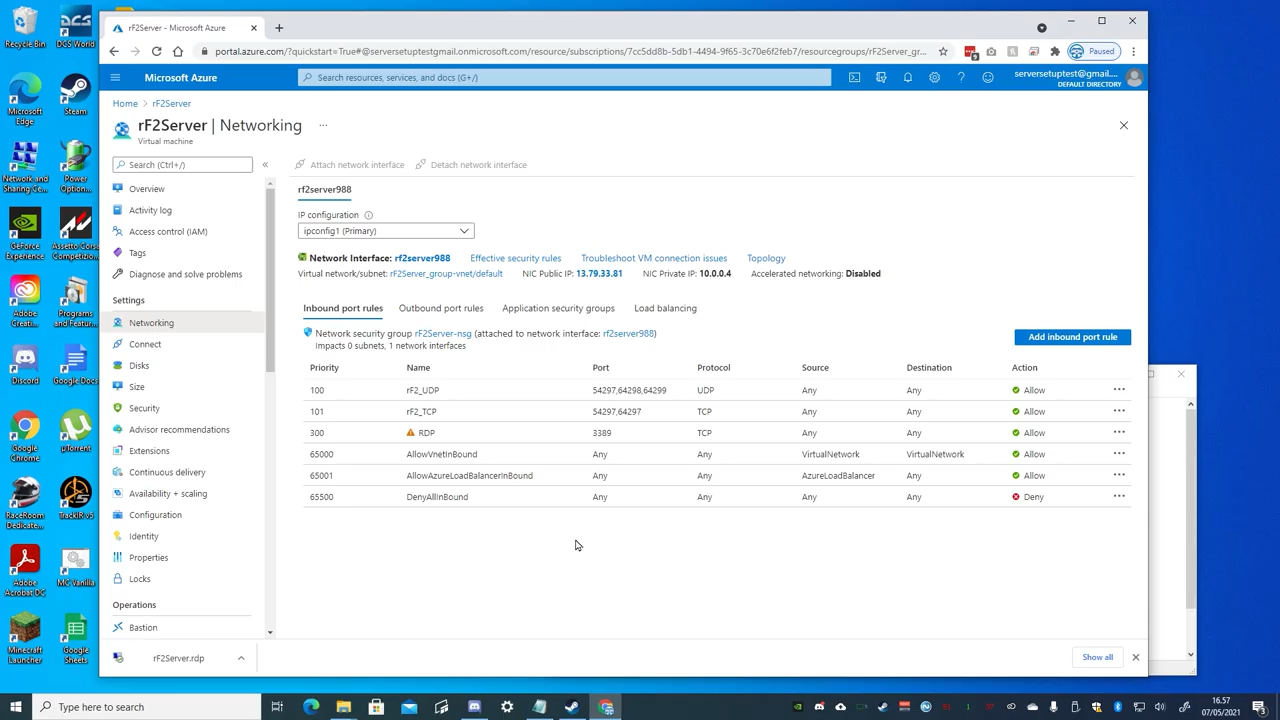 Recycle Bin
DCS World
Microsoft Edge
Steam
Network and Sharing Ce...
Power Option...
GeForce Experience
Assetto Corsa Competizio...
Adobe Creati...
Programs and Featur...
Discord
Google Docs
Google Chrome
µTorrent
RaceRoom Dedicate...
TrackIR v5
Adobe Acrobat DC
MC Vanilla
Minecraft Launcher
Google Sheets
rF2Server - Microsoft Azure
portal.azure.com/?quickstart=True#@serversetuptestgmail.onmicrosoft.com/resource/subscriptions/7cc5dd8b-5db1-4494-9f65-3c70e6f2feb7/resourcegroups/rF2Server_gr...
Paused
Microsoft Azure
Search resources, services, and docs (G+/)
serversetuptest@gmail....
DEFAULT DIRECTORY
Home > rF2Server
rF2Server | Networking ...
Virtual machine
Search (Ctrl+/)
«
Attach network interface
Detach network interface
Overview
Activity log
Access control (IAM)
Tags
Diagnose and solve problems
Settings
Networking
Connect
Disks
Size
Security
Advisor recommendations
Extensions
Continuous delivery
Availability + scaling
Configuration
Identity
Properties
Locks
Operations
Bastion
rf2server988
IP configuration
ipconfig1 (Primary)
Network Interface: rf2server988 Effective security rules Troubleshoot VM connection issues Topology
Virtual network/subnet: rF2Server_group-vnet/default NIC Public IP: 13.79.33.81 NIC Private IP: 10.0.0.4 Accelerated networking: Disabled
Inbound port rules Outbound port rules Application security groups Load balancing
Network security group rF2Server-nsg (attached to network interface: rf2server988)
Impacts 0 subnets, 1 network interfaces
Add inbound port rule
Priority Name Port Protocol Source Destination Action
100 rF2_UDP 54297,64298,64299 UDP Any Any Allow ...
101 rF2_TCP 54297,64297 TCP Any Any Allow ...
300 RDP 3389 TCP Any Any Allow ...
65000 AllowVnetInBound Any Any VirtualNetwork VirtualNetwork Allow ...
65001 AllowAzureLoadBalancerInBound Any Any AzureLoadBalancer Any Allow ...
65500 DenyAllInBound Any Any Any Any Deny ...
rF2Server.rdp
Show all
Type here to search
16.57
07/05/2021